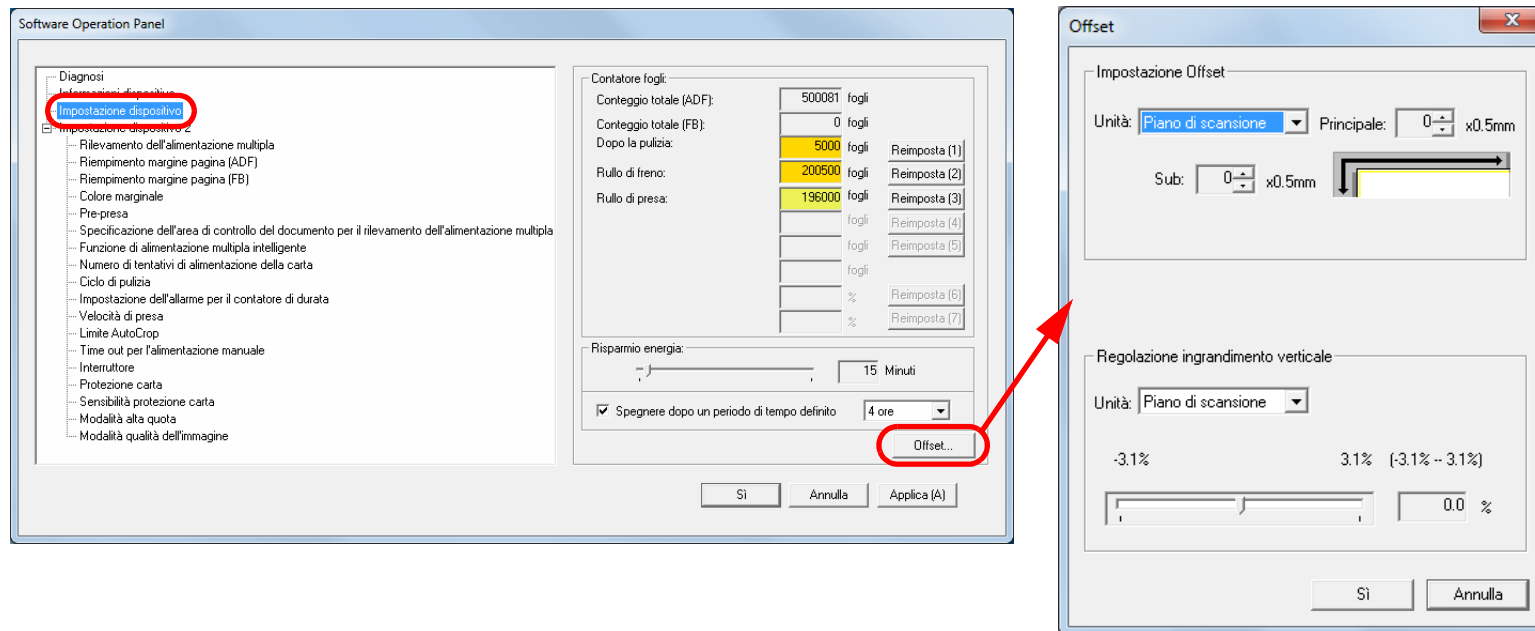 Software Operation Panel
Diagnosi
Informazioni dispositivo
Impostazione dispositivo
Impostazione dispositivo 2
Rilevamento dell'alimentazione multipla
Riempimento margine pagina (ADF)
Riempimento margine pagina (FB)
Colore marginale
Pre-presa
Specificazione dell'area di controllo del documento per il rilevamento dell'alimentazione multipla
Funzione di alimentazione multipla intelligente
Numero di tentativi di alimentazione della carta
Ciclo di pulizia
Impostazione dell'allarme per il contatore di durata
Velocità di presa
Limite AutoCrop
Time out per l'alimentazione manuale
Interruttore
Protezione carta
Sensibilità protezione carta
Modalità alta quota
Modalità qualità dell'immagine
Contatore fogli:
Conteggio totale (ADF): 500081 fogli
Conteggio totale (FB): 0 fogli
Dopo la pulizia: 5000 fogli Reimposta (1)
Rullo di freno: 200500 fogli Reimposta (2)
Rullo di presa: 196000 fogli Reimposta (3)
fogli Reimposta (4)
fogli Reimposta (5)
fogli
% Reimposta (6)
% Reimposta (7)
Risparmio energia:
15 Minuti
Spegnere dopo un periodo di tempo definito 4 ore
Offset...
Sì Annulla Applica (A)
Offset
Impostazione Offset
Unità: Piano di scansione Principale: 0 x0.5mm
Sub: 0 x0.5mm
Regolazione ingrandimento verticale
Unità: Piano di scansione
-3.1% 3.1% (-3.1% -- 3.1%)
0.0 %
Sì Annulla